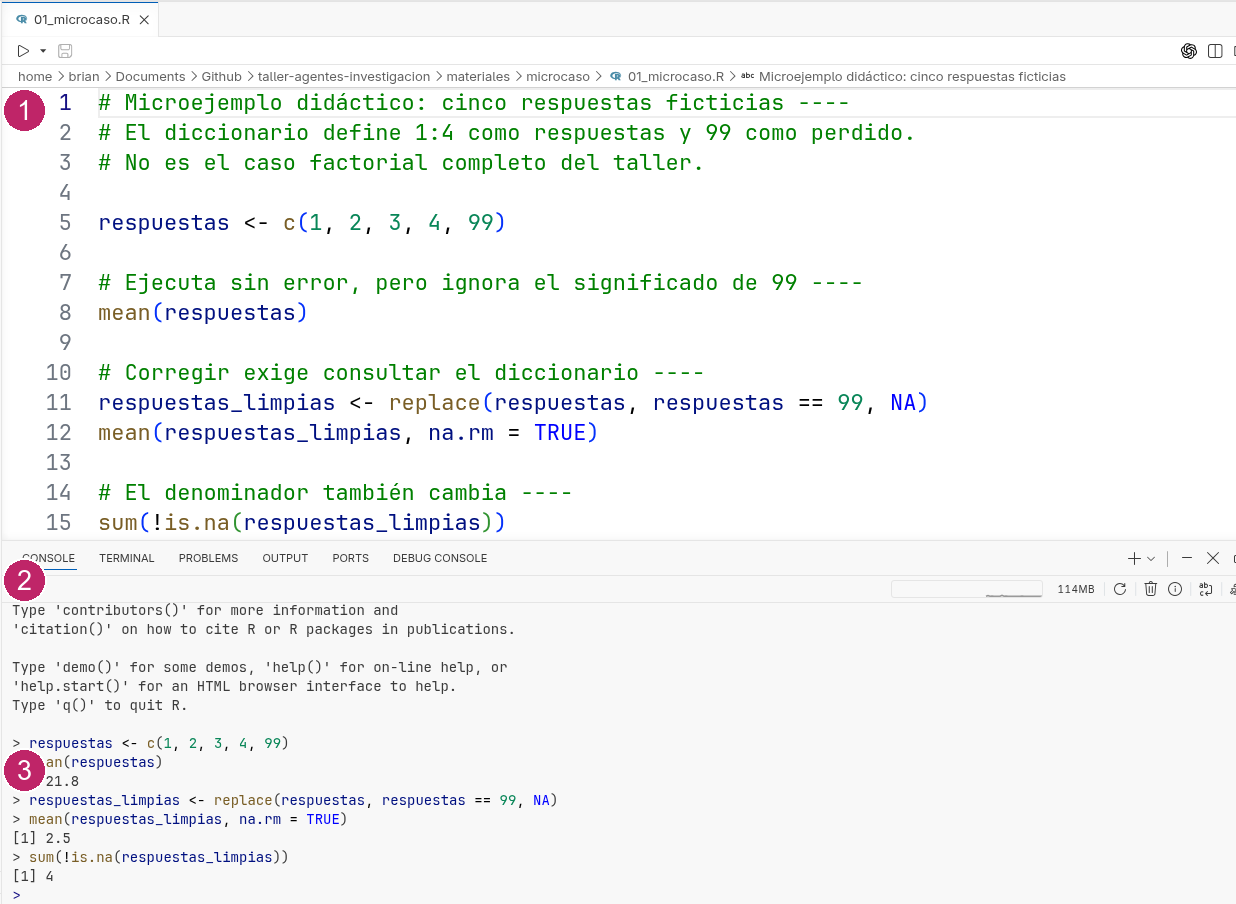 01_microcaso.R
home > brian > Documents > Github > taller-agentes-investigacion > materiales > microcaso > 01_microcaso.R > abc Microejemplo didáctico: cinco respuestas ficticias
1
1 # Microejemplo didáctico: cinco respuestas ficticias ----
2 # El diccionario define 1:4 como respuestas y 99 como perdido.
3 # No es el caso factorial completo del taller.
4
5 respuestas <- c(1, 2, 3, 4, 99)
6
7 # Ejecuta sin error, pero ignora el significado de 99 ----
8 mean(respuestas)
9
10 # Corregir exige consultar el diccionario ----
11 respuestas_limpias <- replace(respuestas, respuestas == 99, NA)
12 mean(respuestas_limpias, na.rm = TRUE)
13
14 # El denominador también cambia ----
15 sum(!is.na(respuestas_limpias))
CONSOLE TERMINAL PROBLEMS OUTPUT PORTS DEBUG CONSOLE
2
114MB
Type 'contributors()' for more information and
'citation()' on how to cite R or R packages in publications.
Type 'demo()' for some demos, 'help()' for on-line help, or
'help.start()' for an HTML browser interface to help.
Type 'q()' to quit R.
> respuestas <- c(1, 2, 3, 4, 99)
an(respuestas)
3
21.8
> respuestas_limpias <- replace(respuestas, respuestas == 99, NA)
> mean(respuestas_limpias, na.rm = TRUE)
[1] 2.5
> sum(!is.na(respuestas_limpias))
[1] 4
>